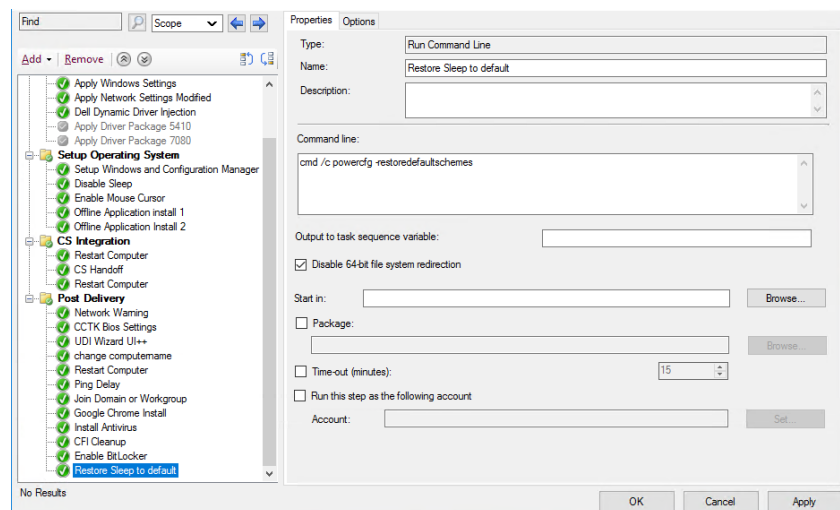 Find
Scope
Add
Remove
Apply Windows Settings
Apply Network Settings Modified
Dell Dynamic Driver Injection
Apply Driver Package 5410
Apply Driver Package 7080
Setup Operating System
Setup Windows and Configuration Manager
Disable Sleep
Enable Mouse Cursor
Offline Application install 1
Offline Application Install 2
CS Integration
Restart Computer
CS Handoff
Restart Computer
Post Delivery
Network Warning
CCTK Bios Settings
UDI Wizard UI++
change computername
Restart Computer
Ping Delay
Join Domain or Workgroup
Google Chrome Install
Install Antivirus
CFI Cleanup
Enable BitLocker
Restore Sleep to default
No Results
Properties
Options
Type:
Run Command Line
Name:
Restore Sleep to default
Description:
Command line:
cmd /c powercfg -restoredefaultschemes
Output to task sequence variable:
Disable 64-bit file system redirection
Start in:
Browse...
Package:
Browse...
Time-out (minutes):
15
Run this step as the following account
Account:
Set...
OK
Cancel
Apply